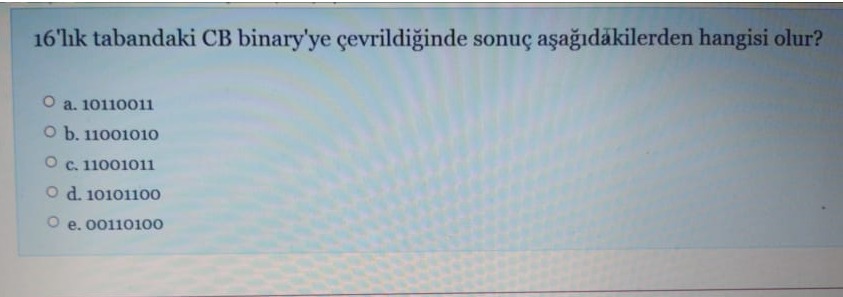 16'lık tabandaki CB binary'ye çevrildiğinde sonuç aşağıdakilerden hangisi olur?
a. 10110011
b. 11001010
c. 11001011
d. 10101100
e. 00110100